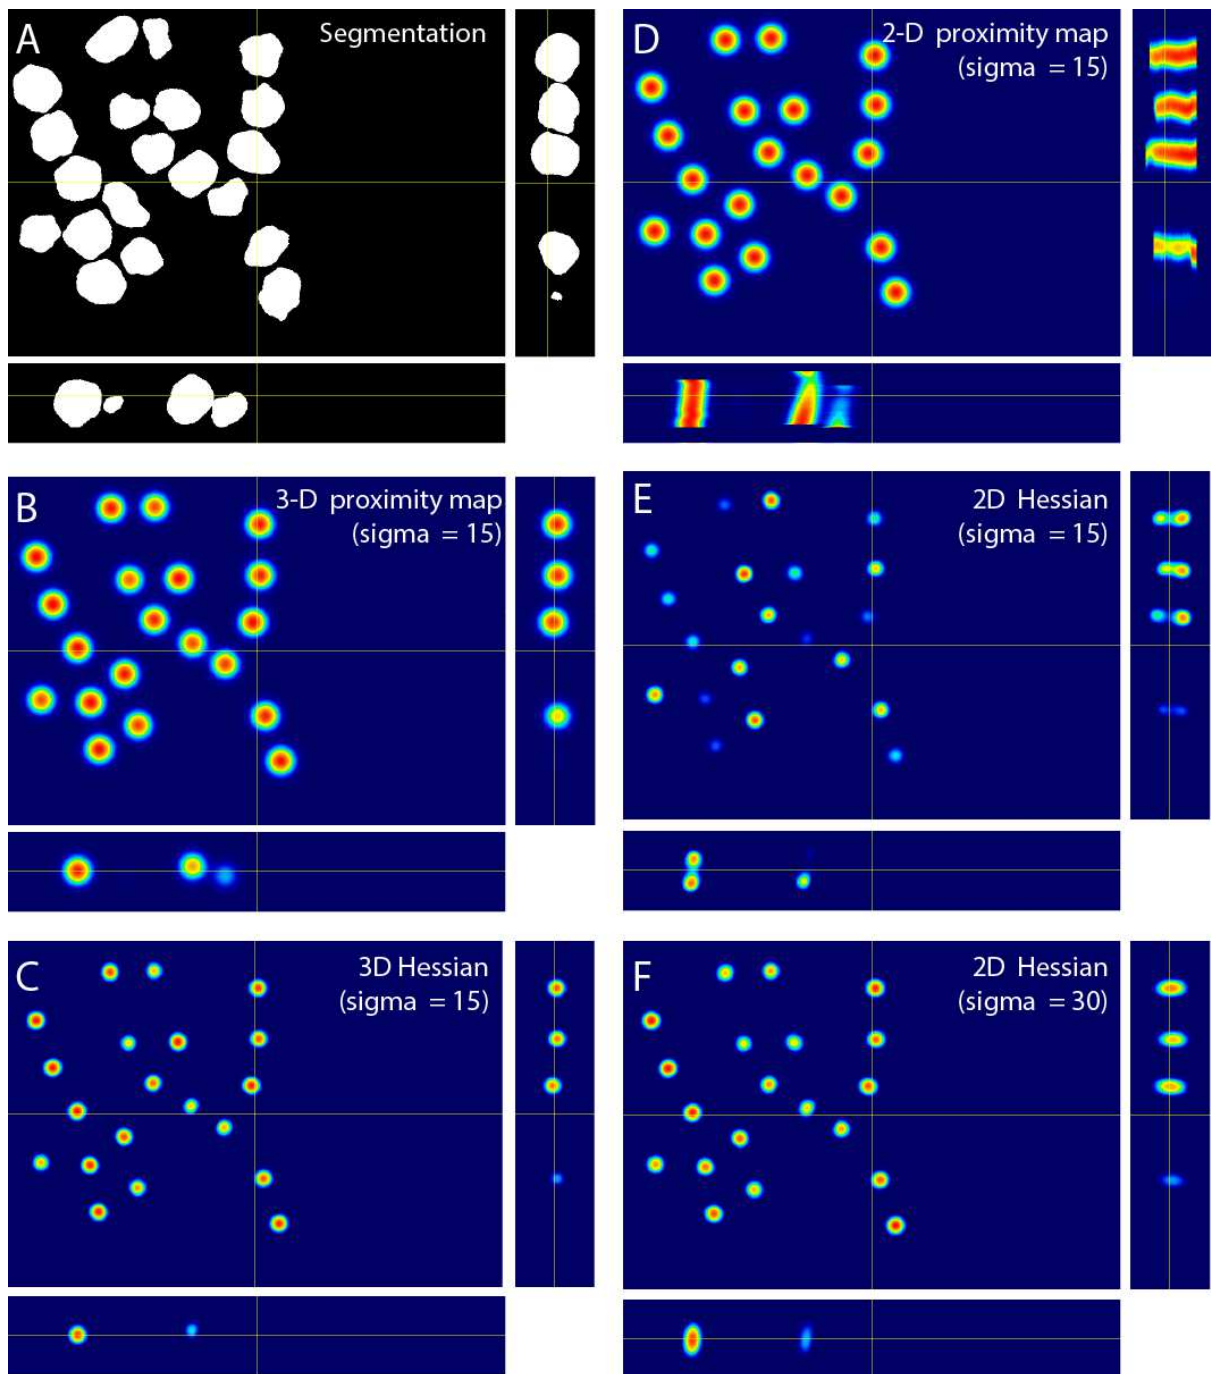 A
Segmentation
D
2-D proximity map
(sigma = 15)
B
3-D proximity map
(sigma = 15)
E
2D Hessian
(sigma = 15)
C
3D Hessian
(sigma = 15)
F
2D Hessian
(sigma = 30)